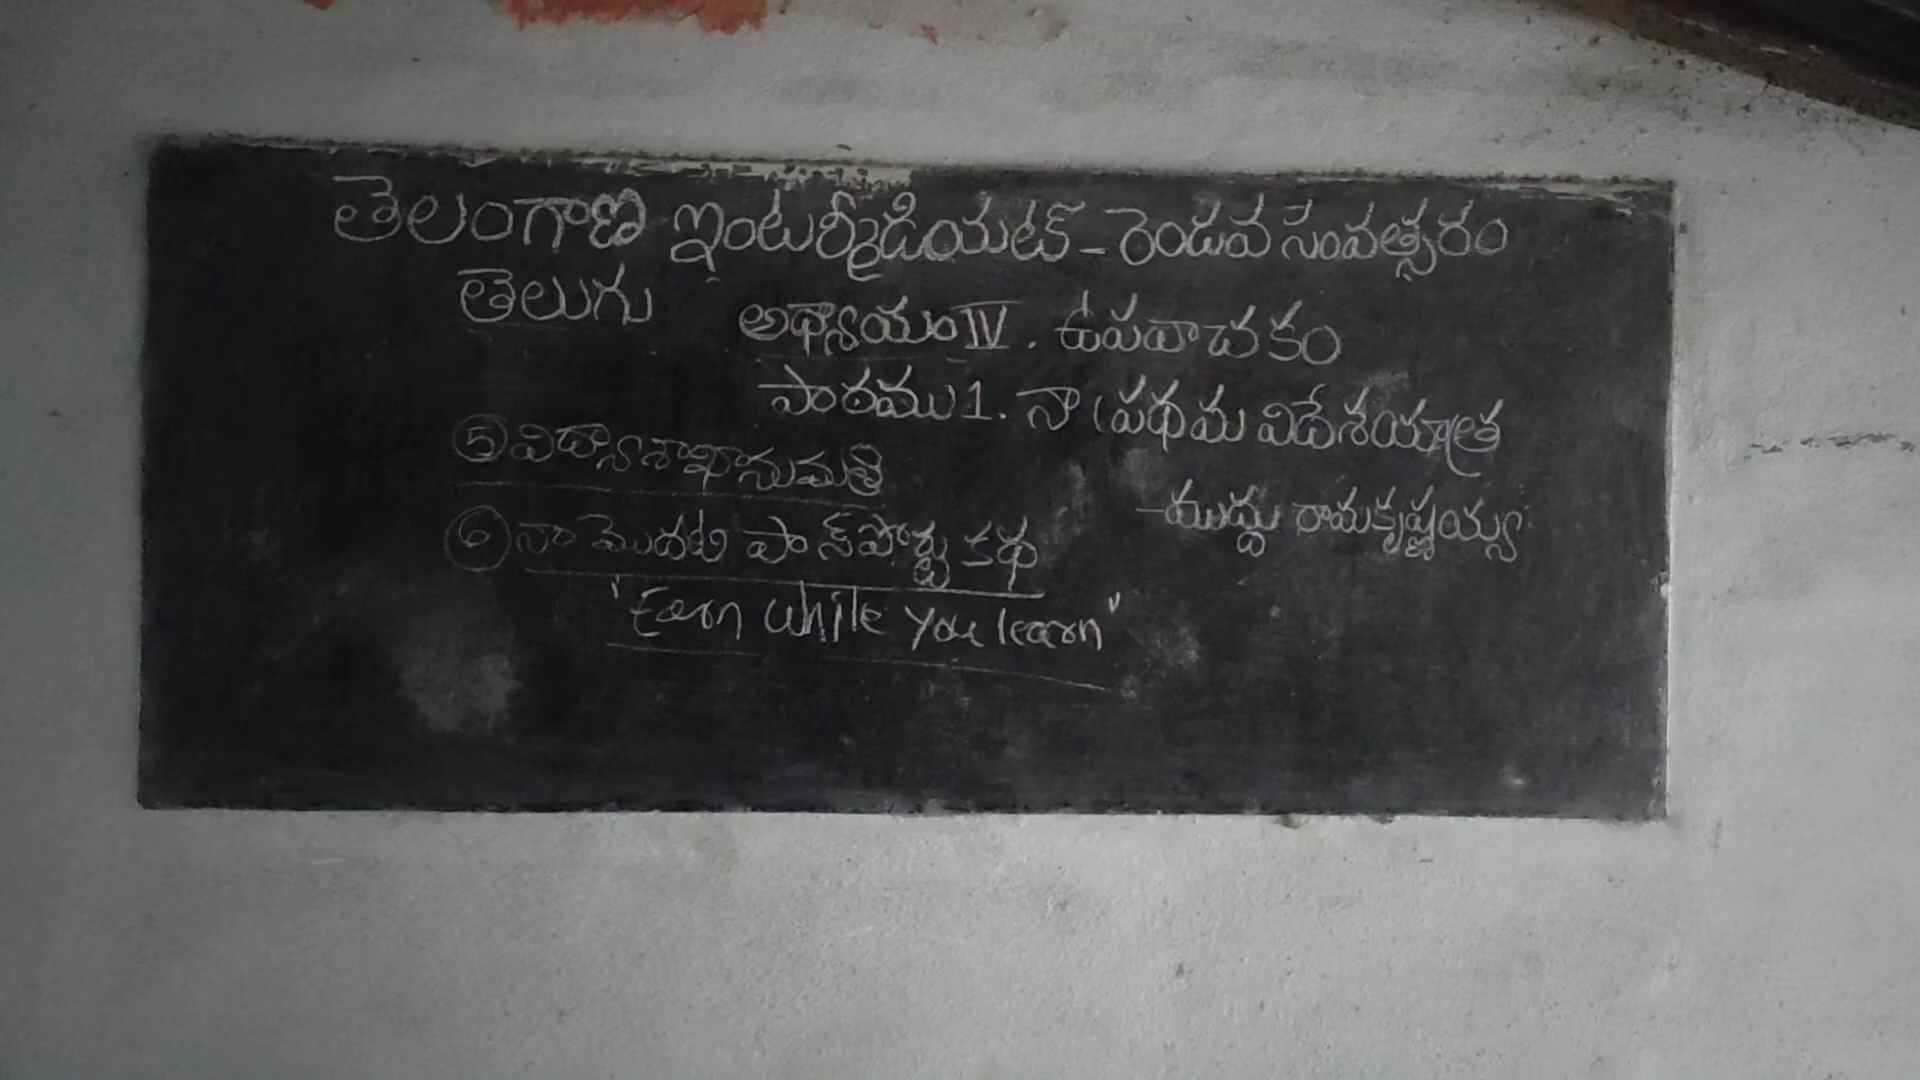 తెలంగాణ ఇంటర్మీడియట్ - రెండవ సంవత్సరం
తెలుగు
అధ్యాయం IV. ఉపవాచకం
పాఠము 1. నా ప్రథమ విదేశయాత్ర
- ముద్దు రామకృష్ణయ్య
5 విద్యాశాఖానుమతి
6 నా మొదటి పాస్‌పోర్టు కథ
"Earn while you learn"